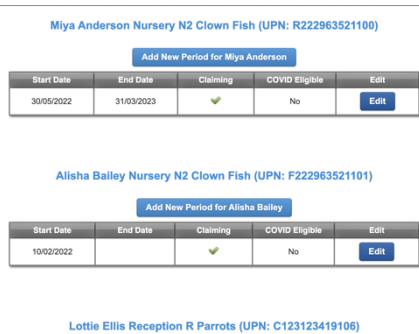 Miya Anderson Nursery N2 Clown Fish (UPN: R222963521100)
Add New Period for Miya Anderson
Start Date End Date Claiming COVID Eligible Edit
30/05/2022 31/03/2023 No Edit
Alisha Bailey Nursery N2 Clown Fish (UPN: F222963521101)
Add New Period for Alisha Bailey
Start Date End Date Claiming COVID Eligible Edit
10/02/2022 No Edit
Lottie Ellis Reception R Parrots (UPN: C123123419106)